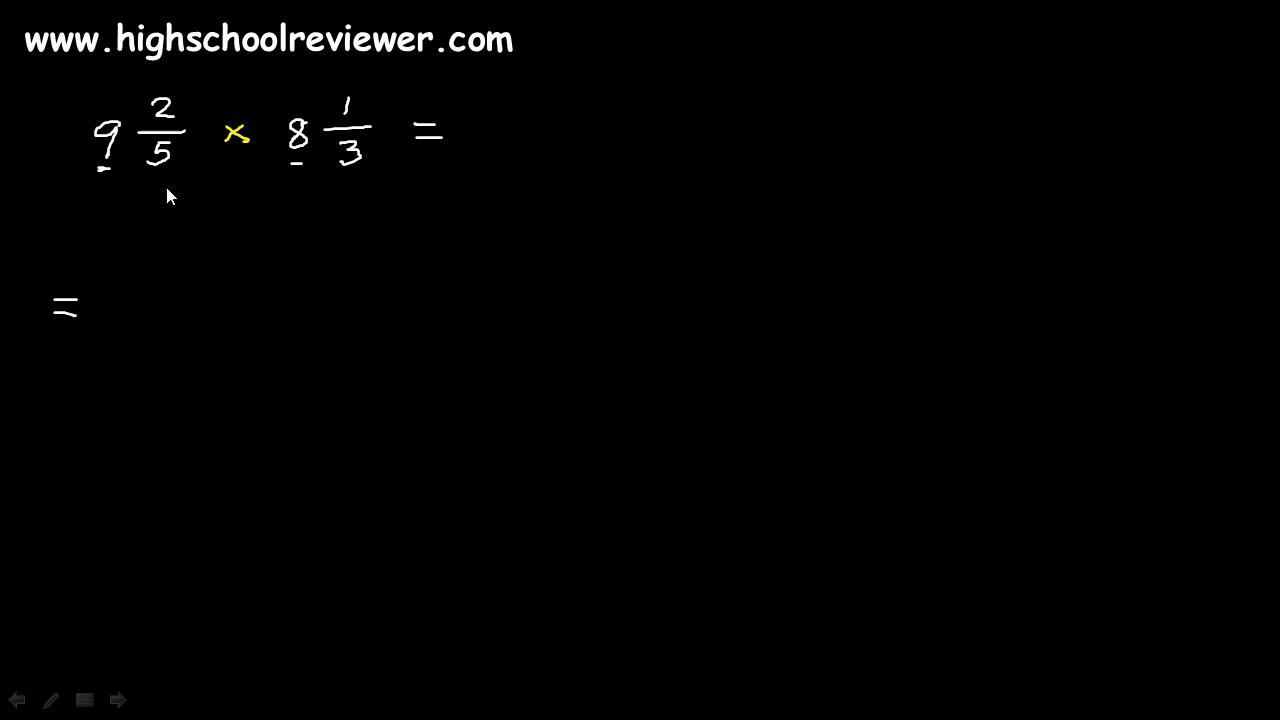 www.highschoolreviewer.com
9 2/5 × 8 1/3 =
=